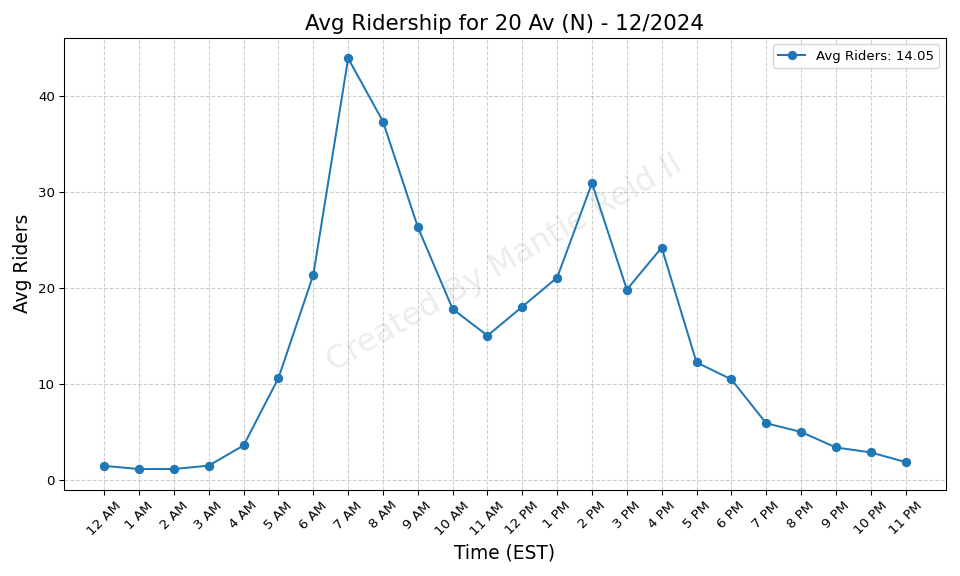 Avg Ridership for 20 Av (N) - 12/2024
Avg Riders: 14.05
Avg Riders
40
30
20
10
0
Created By Mantie Reid II
12 AM 1 AM 2 AM 3 AM 4 AM 5 AM 6 AM 7 AM 8 AM 9 AM 10 AM 11 AM 12 PM 1 PM 2 PM 3 PM 4 PM 5 PM 6 PM 7 PM 8 PM 9 PM 10 PM 11 PM
Time (EST)